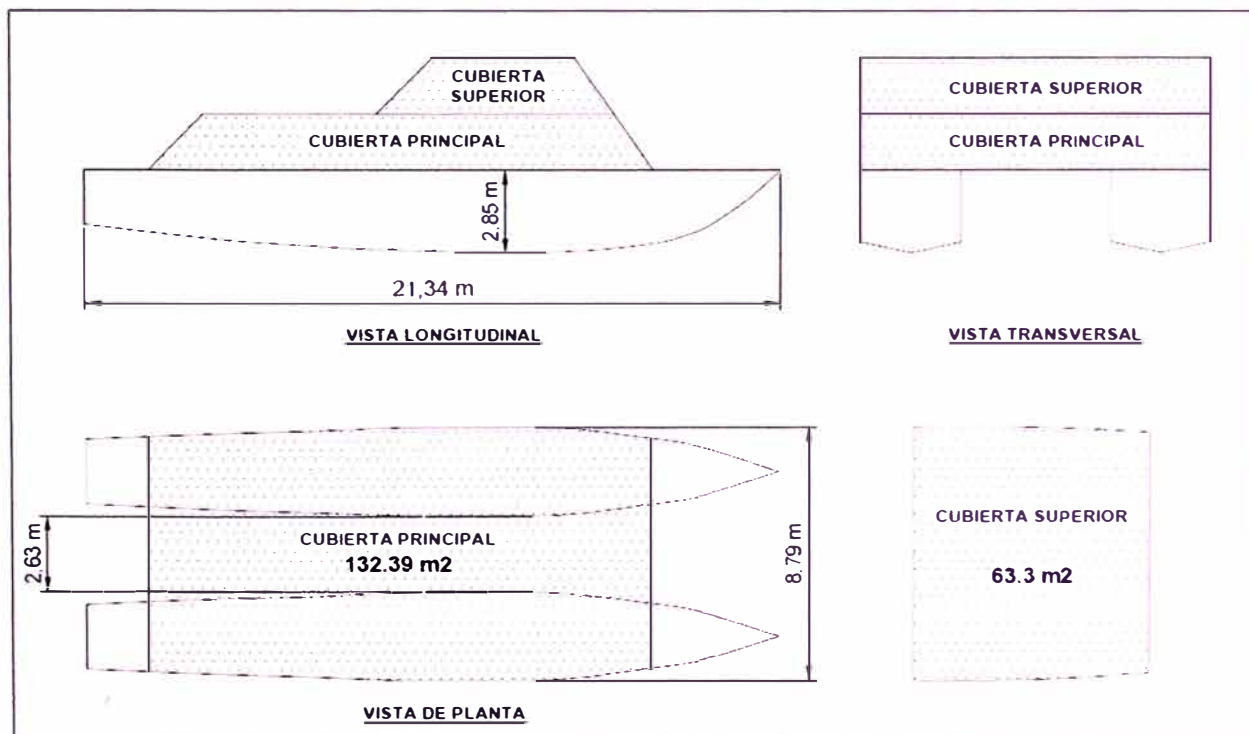 CUBIERTA
SUPERIOR
CUBIERTA PRINCIPAL
2.85 m
21,34 m
VISTA LONGITUDINAL
CUBIERTA SUPERIOR
CUBIERTA PRINCIPAL
VISTA TRANSVERSAL
2,63 m
CUBIERTA PRINCIPAL
132.39 m2
8.79 m
VISTA DE PLANTA
CUBIERTA SUPERIOR
63.3 m2